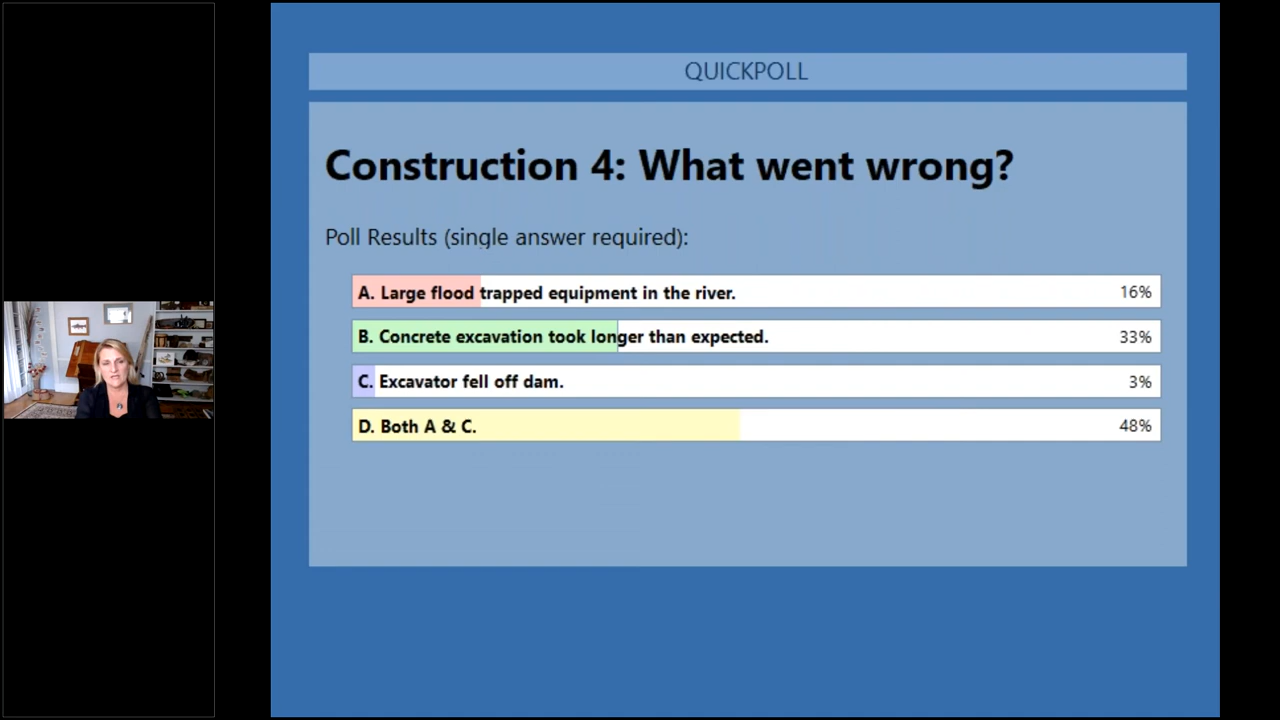 QUICKPOLL
Construction 4: What went wrong?
Poll Results (single answer required):
A. Large flood trapped equipment in the river. 16%
B. Concrete excavation took longer than expected. 33%
C. Excavator fell off dam. 3%
D. Both A & C. 48%